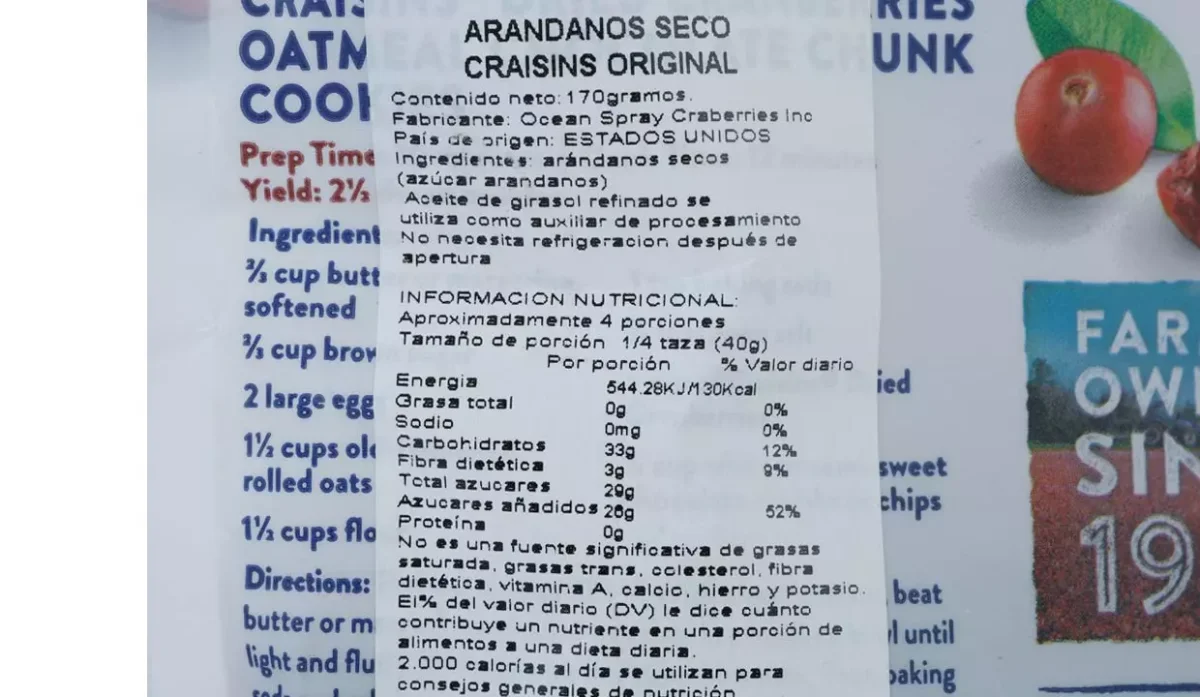 CRAISINS DRIED CRANBERRIES
OATMEAL CHUNK
COOK
Prep Time
Yield: 2½
Ingredient
⅔ cup butt
softened
⅔ cup brow
2 large egg
1½ cups ol
rolled oats
1½ cups flo
Directions:
butter or m
light and flu
ARANDANOS SECO
CRAISINS ORIGINAL
Contenido neto: 170gramos.
Fabricante: Ocean Spray Craberries Inc
País de origen: ESTADOS UNIDOS
Ingredientes: arándanos secos
(azúcar arandanos)
Aceite de girasol refinado se
utiliza como auxiliar de procesamiento
No necesita refrigeracion después de
apertura
INFORMACION NUTRICIONAL:
Aproximadamente 4 porciones
Tamaño de porción 1/4 taza (40g)
Por porción % Valor diario
Energia 544.28KJ/130Kcal
Grasa total 0g 0%
Sodio 0mg 0%
Carbohidratos 33g 12%
Fibra dietética 3g 9%
Total azucares 29g
Azucares añadidos 26g 52%
Proteína 0g
No es una fuente significativa de grasas
saturada, grasas trans, colesterol, fibra
dietética, vitamina A, calcio, hierro y potasio.
El% del valor diario (DV) le dice cuánto
contribuye un nutriente en una porción de
alimentos a una dieta diaria.
2.000 calorías al día se utilizan para
consejos generales de nutrición
ied
sweet
chips
beat
l until
baking
FAR
OW
SIN
19